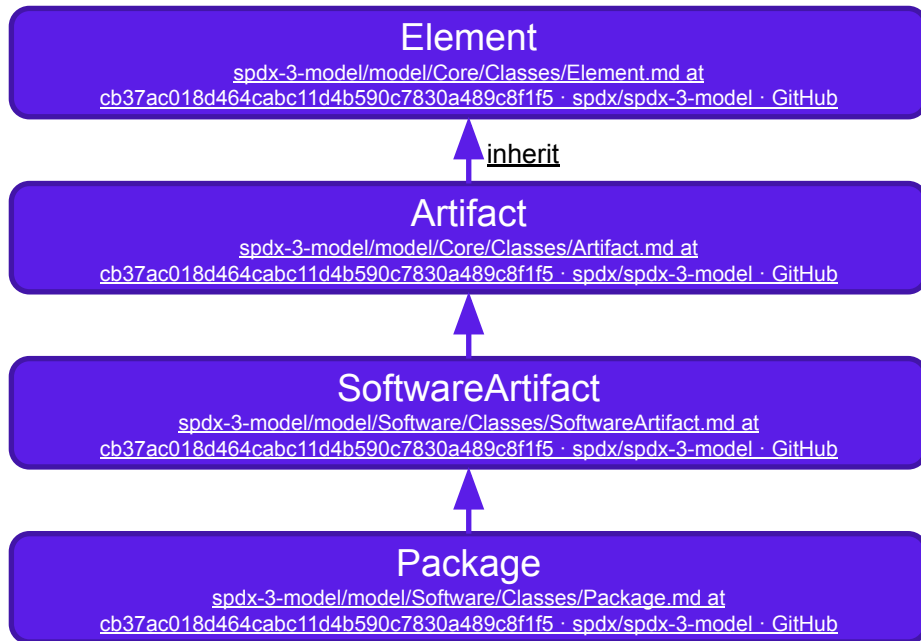 Element
spdx-3-model/model/Core/Classes/Element.md at
cb37ac018d464cabc11d4b590c7830a489c8f1f5 · spdx/spdx-3-model · GitHub
inherit
Artifact
spdx-3-model/model/Core/Classes/Artifact.md at
cb37ac018d464cabc11d4b590c7830a489c8f1f5 · spdx/spdx-3-model · GitHub
SoftwareArtifact
spdx-3-model/model/Software/Classes/SoftwareArtifact.md at
cb37ac018d464cabc11d4b590c7830a489c8f1f5 · spdx/spdx-3-model · GitHub
Package
spdx-3-model/model/Software/Classes/Package.md at
cb37ac018d464cabc11d4b590c7830a489c8f1f5 · spdx/spdx-3-model · GitHub